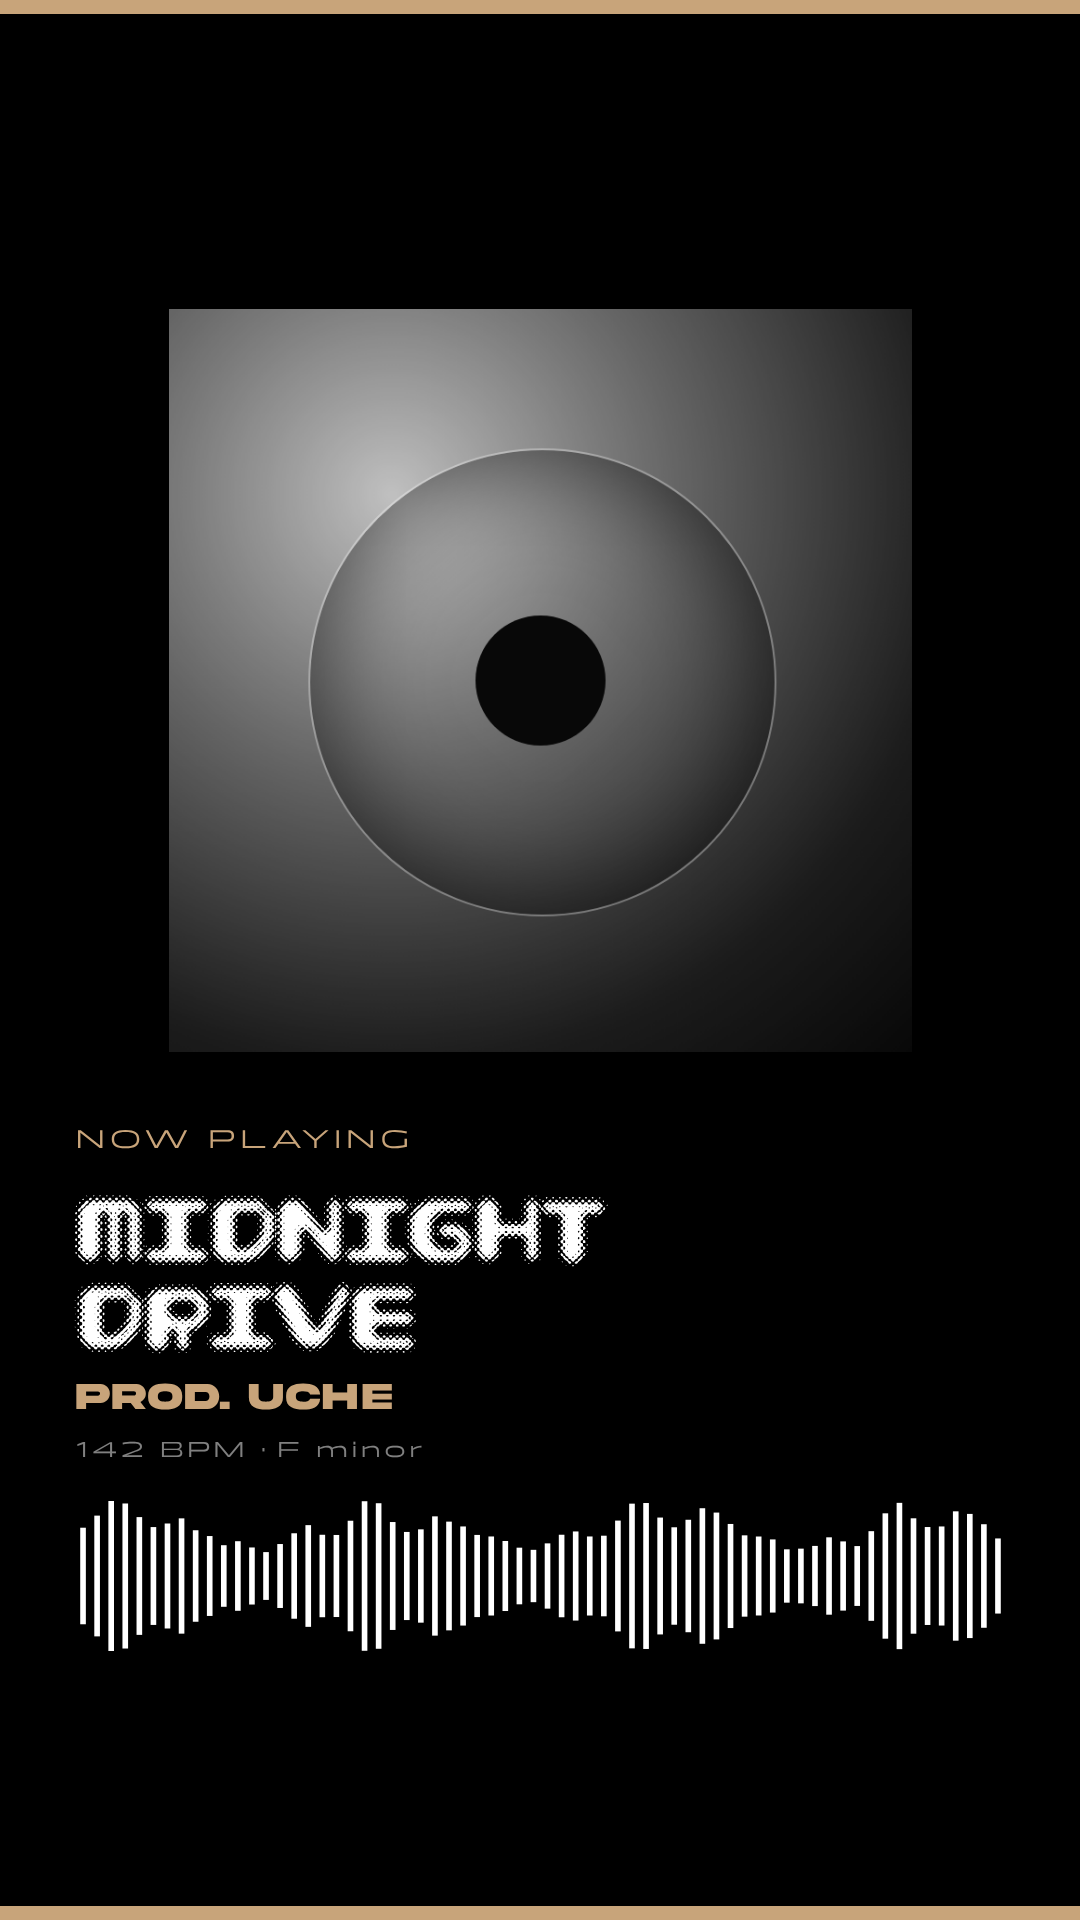 NOW PLAYING
MIDNIGHT
DRIVE
PROD. UCHE
142 BPM · F minor